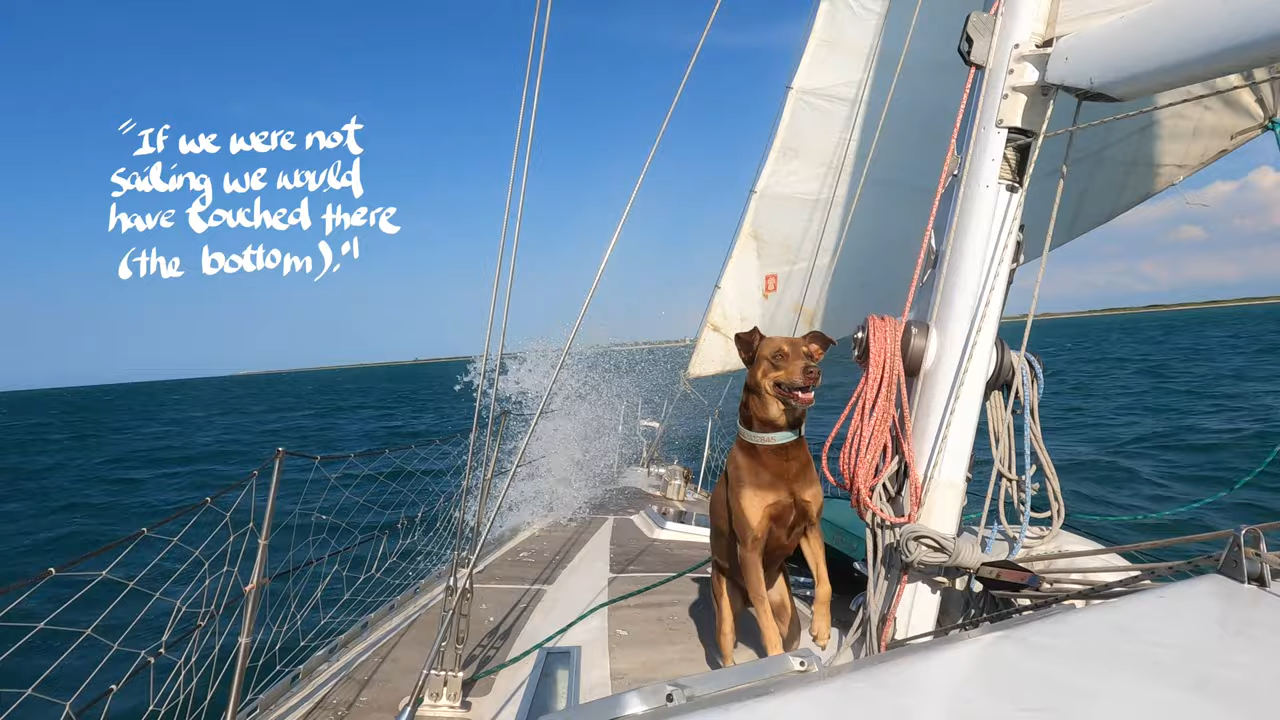 "If we were not
sailing we would
have touched there
(the bottom)."